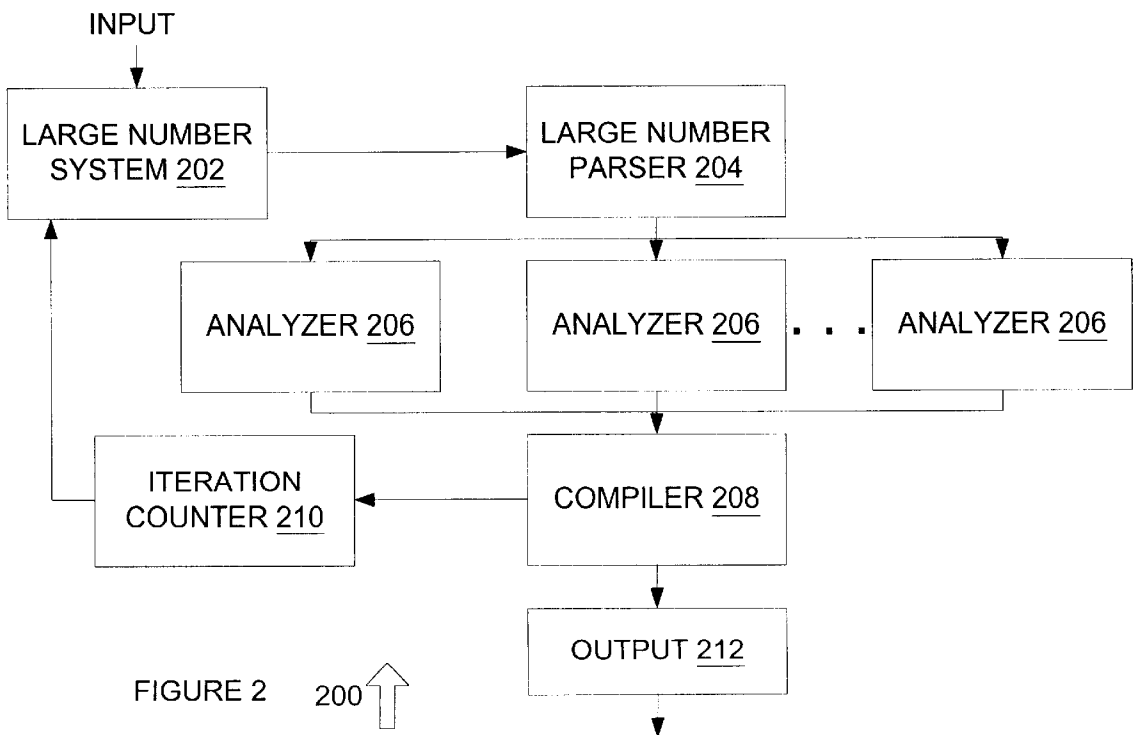 INPUT
LARGE NUMBER
SYSTEM 202
LARGE NUMBER
PARSER 204
ANALYZER 206
ANALYZER 206
. . .
ANALYZER 206
ITERATION
COUNTER 210
COMPILER 208
OUTPUT 212
FIGURE 2
200